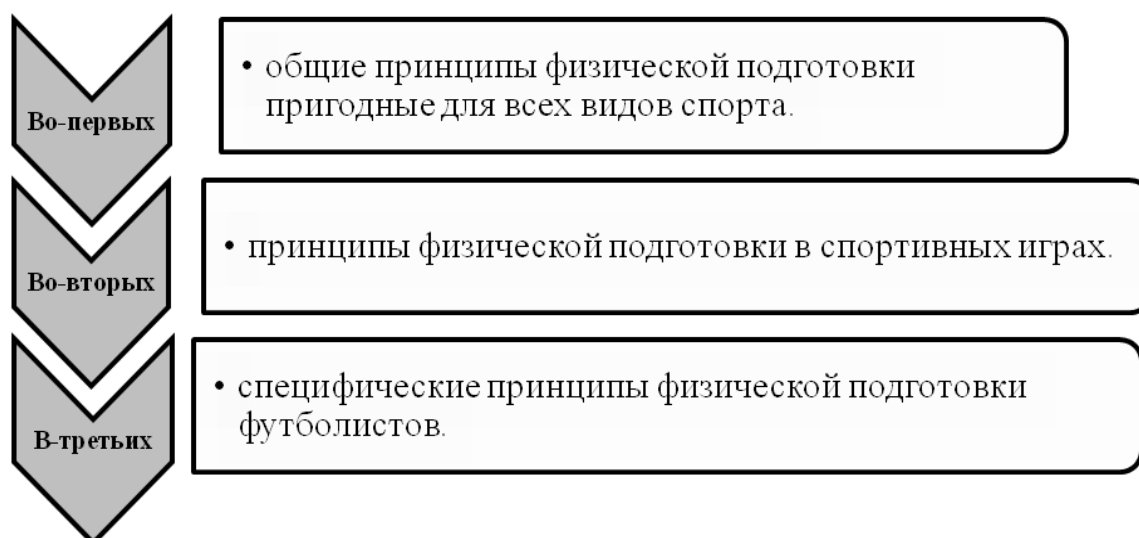 Во-первых
• общие принципы физической подготовки
пригодные для всех видов спорта.
Во-вторых
• принципы физической подготовки в спортивных играх.
В-третьих
• специфические принципы физической подготовки
футболистов.